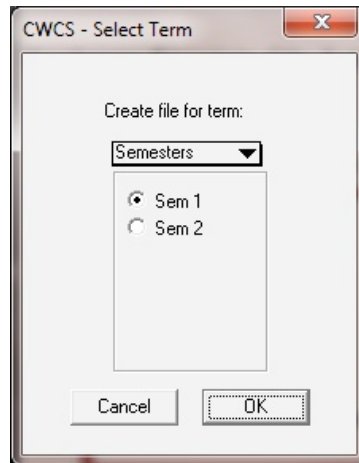 CWCS - Select Term
Create file for term:
Semesters
Sem 1
Sem 2
Cancel
OK